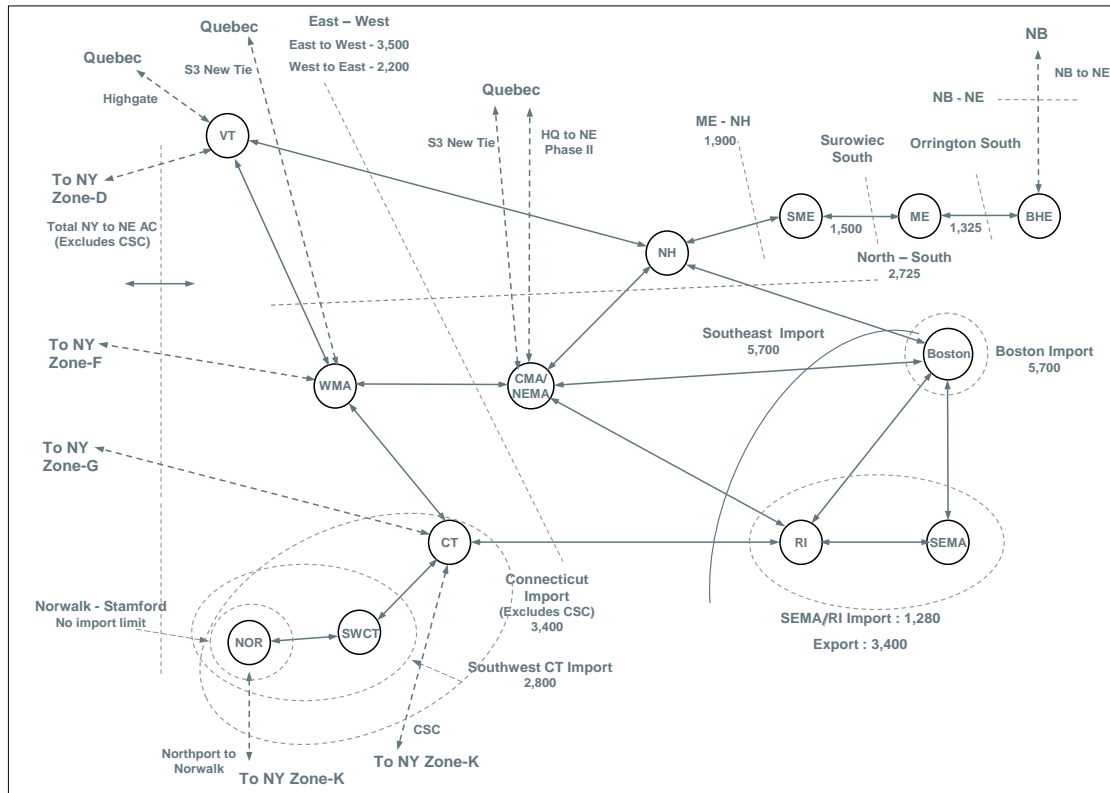 Quebec
East – West
East to West - 3,500
West to East - 2,200
Quebec
S3 New Tie
Highgate
NB
NB to NE
NB - NE
Quebec
S3 New Tie
HQ to NE
Phase II
ME - NH
1,900
Surowiec
South
Orrington South
VT
To NY
Zone-D
Total NY to NE AC
(Excludes CSC)
SME
1,500
ME
1,325
BHE
NH
North – South
2,725
To NY
Zone-F
WMA
CMA/
NEMA
Southeast Import
5,700
Boston
Boston Import
5,700
To NY
Zone-G
CT
RI
SEMA
Connecticut
Import
(Excludes CSC)
3,400
Norwalk - Stamford
No import limit
NOR
SWCT
SEMA/RI Import : 1,280
Export : 3,400
Southwest CT Import
2,800
CSC
Northport to
Norwalk
To NY Zone-K
To NY Zone-K